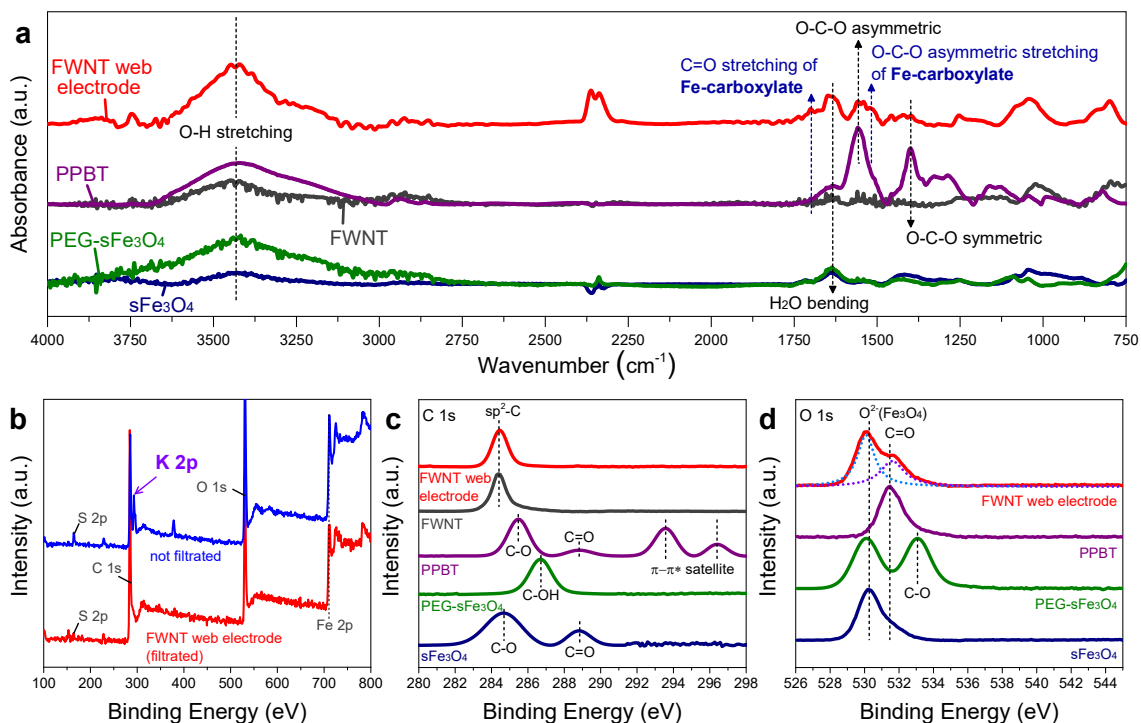 a
O-C-O asymmetric
FWNT web
electrode
C=O stretching of
Fe-carboxylate
O-C-O asymmetric stretching
of Fe-carboxylate
O-H stretching
PPBT
FWNT
PEG-sFe₃O₄
sFe₃O₄
O-C-O symmetric
H₂O bending
Absorbance (a.u.)
4000 3750 3500 3250 3000 2750 2500 2250 2000 1750 1500 1250 1000 750
Wavenumber (cm⁻¹)
b
K 2p
O 1s
S 2p
not filtrated
C 1s
S 2p
Fe 2p
FWNT web electrode
(filtrated)
Intensity (a.u.)
100 200 300 400 500 600 700 800
Binding Energy (eV)
c
C 1s
sp²-C
FWNT web
electrode
FWNT
C-O
C=O
π−π* satellite
PPBT
C-OH
PEG-sFe₃O₄
C-O
C=O
sFe₃O₄
Intensity (a.u.)
280 282 284 286 288 290 292 294 296 298
Binding Energy (eV)
d
O 1s
O²⁻(Fe₃O₄)
C=O
FWNT web electrode
PPBT
C-O
PEG-sFe₃O₄
sFe₃O₄
Intensity (a.u.)
526 528 530 532 534 536 538 540 542 544
Binding Energy (eV)